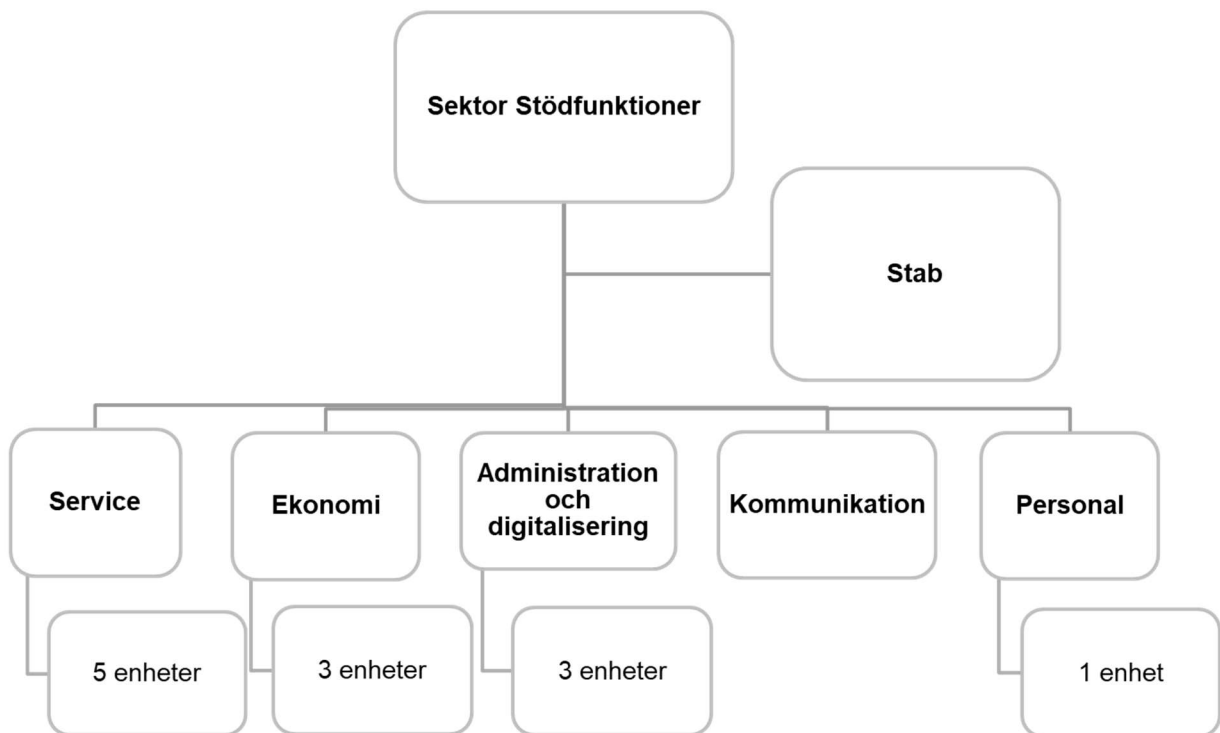 Sektor Stödfunktioner
Stab
Service
Ekonomi
Administration
och
digitalisering
Kommunikation
Personal
5 enheter
3 enheter
3 enheter
1 enhet